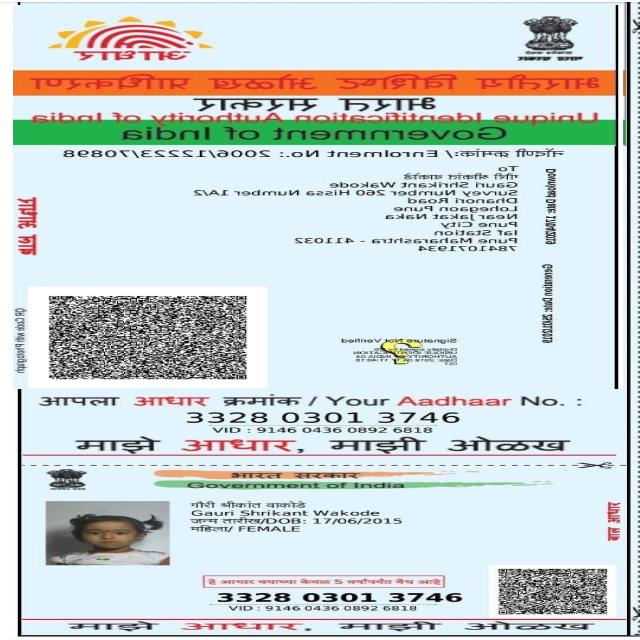 आधार
भारतीय विशिष्ट ओळख प्राधिकरण
भारत सरकार
Unique Identification Authority of India
Government of India
नोंदणी क्रमांक:/ Enrolment No.: 2006/12223/70898
To
गौरी श्रीकांत वाकोडे
Gauri Shrikant Wakode
Survey Number 260 Hissa Number 1A/2
Dhanori Road
Lohegaon Pune
Near Jakat Naka
Pune City
Iaf Station
Pune Maharashtra - 411032
7841071934
Signature Not Verified
आपला आधार क्रमांक / Your Aadhaar No. :
3328 0301 3746
VID : 9146 0436 0892 6818
माझे आधार, माझी ओळख
भारत सरकार
Government of India
गौरी श्रीकांत वाकोडे
Gauri Shrikant Wakode
जन्म तारीख/DOB: 17/06/2015
महिला/ FEMALE
बाल आधार
हे आधार वयाच्या केवळ 5 वर्षांपर्यंत वैध आहे
3328 0301 3746
VID : 9146 0436 0892 6818
माझे आधार, माझी ओळख